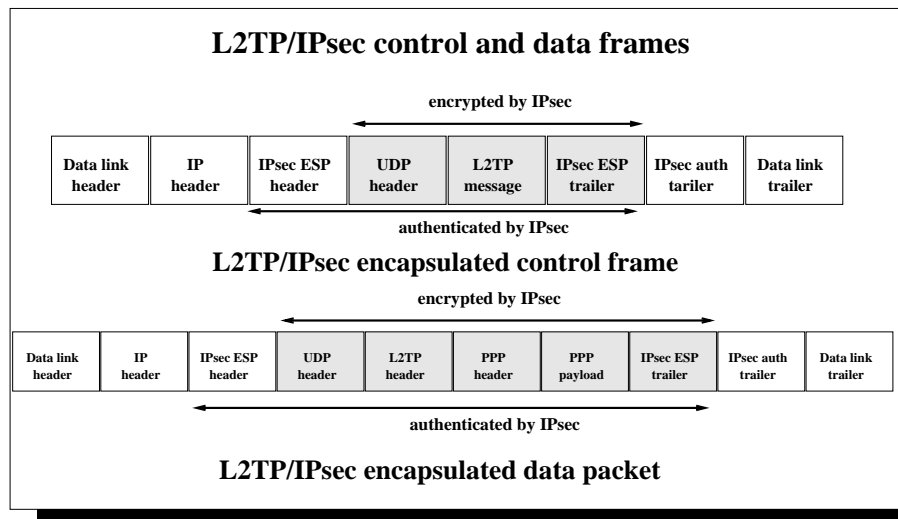 L2TP/IPsec control and data frames
encrypted by IPsec
Data link header
IP header
IPsec ESP header
UDP header
L2TP message
IPsec ESP trailer
IPsec auth tariler
Data link trailer
authenticated by IPsec
L2TP/IPsec encapsulated control frame
encrypted by IPsec
Data link header
IP header
IPsec ESP header
UDP header
L2TP header
PPP header
PPP payload
IPsec ESP trailer
IPsec auth trailer
Data link trailer
authenticated by IPsec
L2TP/IPsec encapsulated data packet